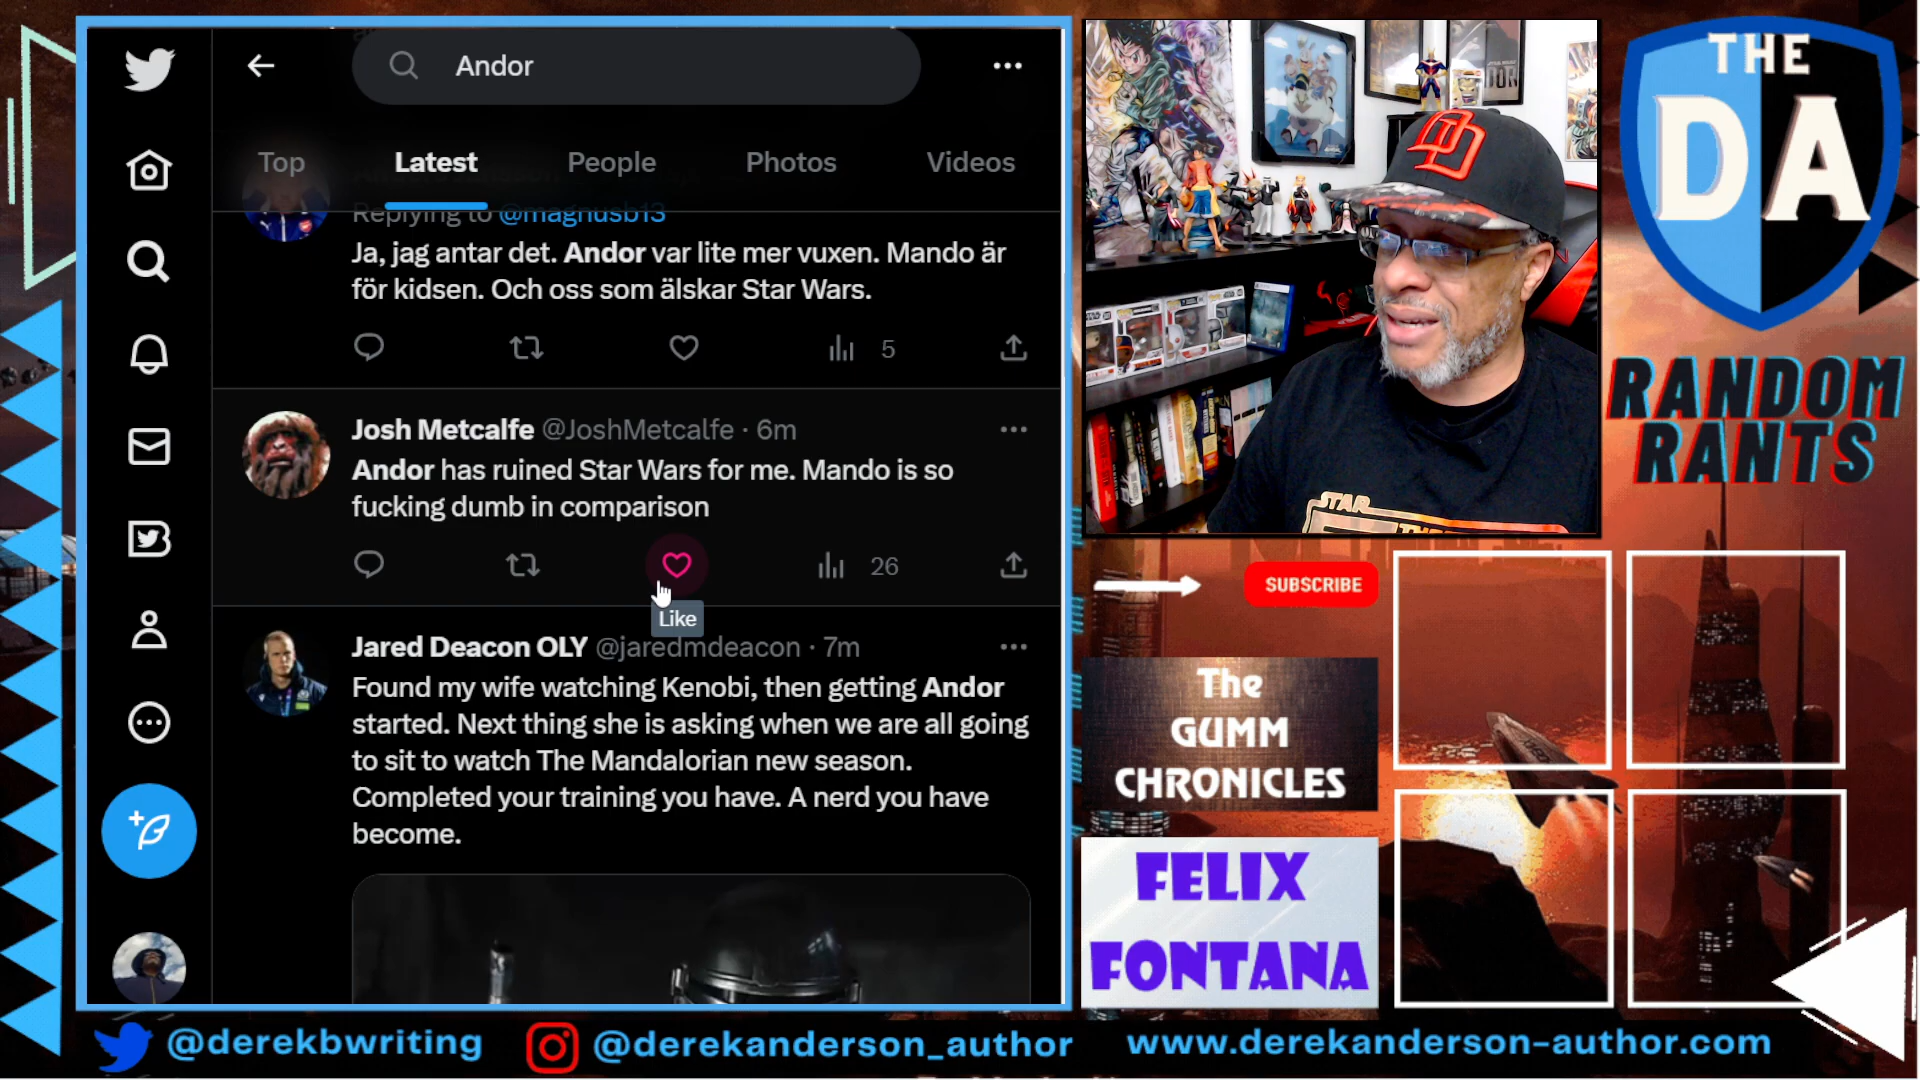 Andor
Top
Latest
People
Photos
Videos
Replying to @magnusb13
Ja, jag antar det. Andor var lite mer vuxen. Mando är
för kidsen. Och oss som älskar Star Wars.
5
Josh Metcalfe @JoshMetcalfe · 6m
Andor has ruined Star Wars for me. Mando is so
fucking dumb in comparison
26
Like
Jared Deacon OLY @jaredmdeacon · 7m
Found my wife watching Kenobi, then getting Andor
started. Next thing she is asking when we are all going
to sit to watch The Mandalorian new season.
Completed your training you have. A nerd you have
become.
STAR
THE
DA
RANDOM
RANTS
SUBSCRIBE
The
GUMM
CHRONICLES
FELIX
FONTANA
@derekbwriting
@derekanderson_author
www.derekanderson-author.com